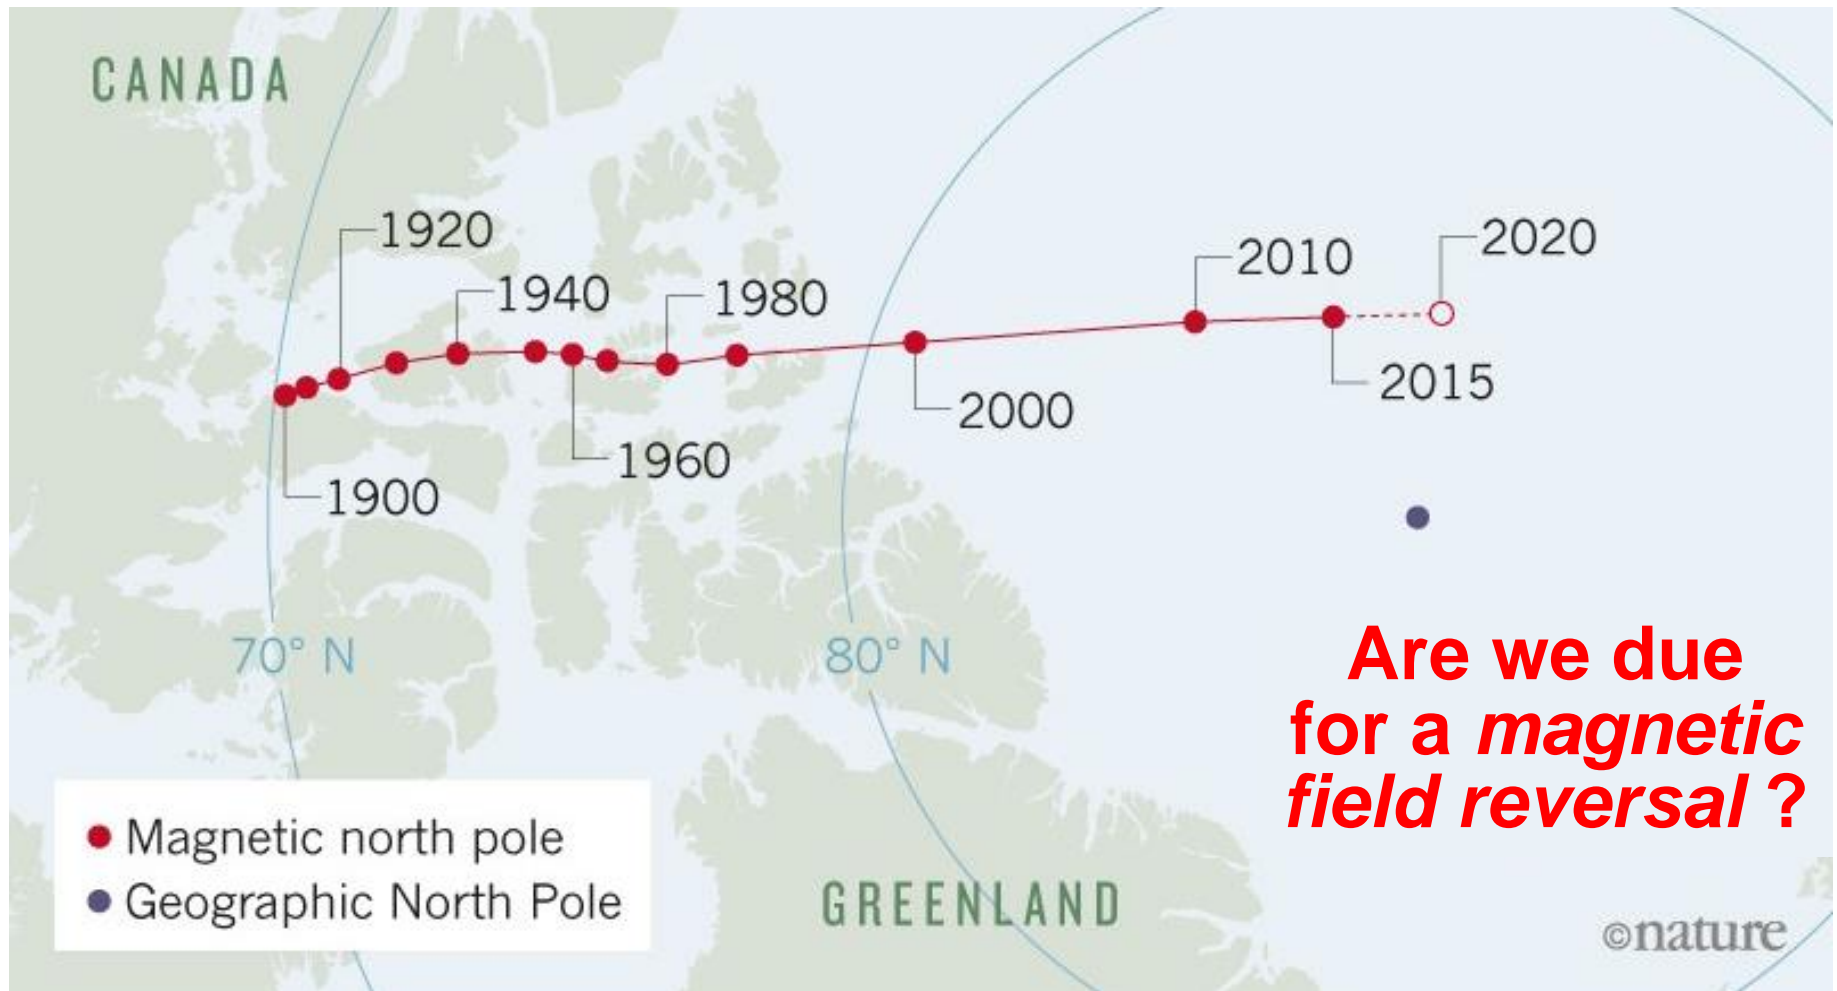 CANADA
1920
1940
1980
2010
2020
2000
2015
1960
1900
70° N
80° N
Are we due
for a magnetic
field reversal ?
Magnetic north pole
Geographic North Pole
GREENLAND
©nature